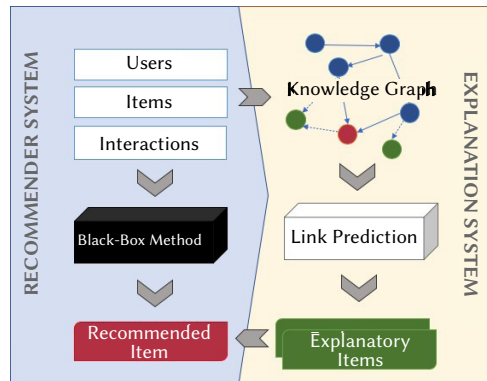 RECOMMENDER SYSTEM
Users
Items
Interactions
Black-Box Method
Recommended
Item
Knowledge Graph
Link Prediction
Explanatory
Items
EXPLANATION SYSTEM